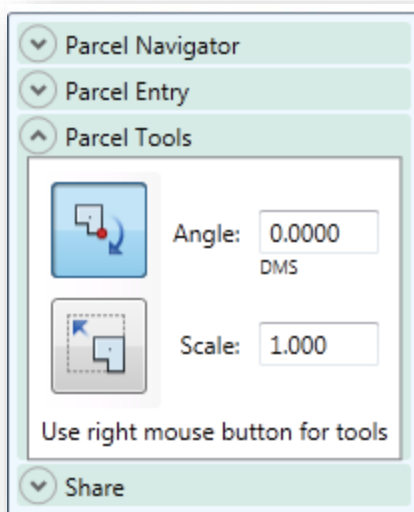 Parcel Navigator
Parcel Entry
Parcel Tools
Angle: 0.0000
DMS
Scale: 1.000
Use right mouse button for tools
Share